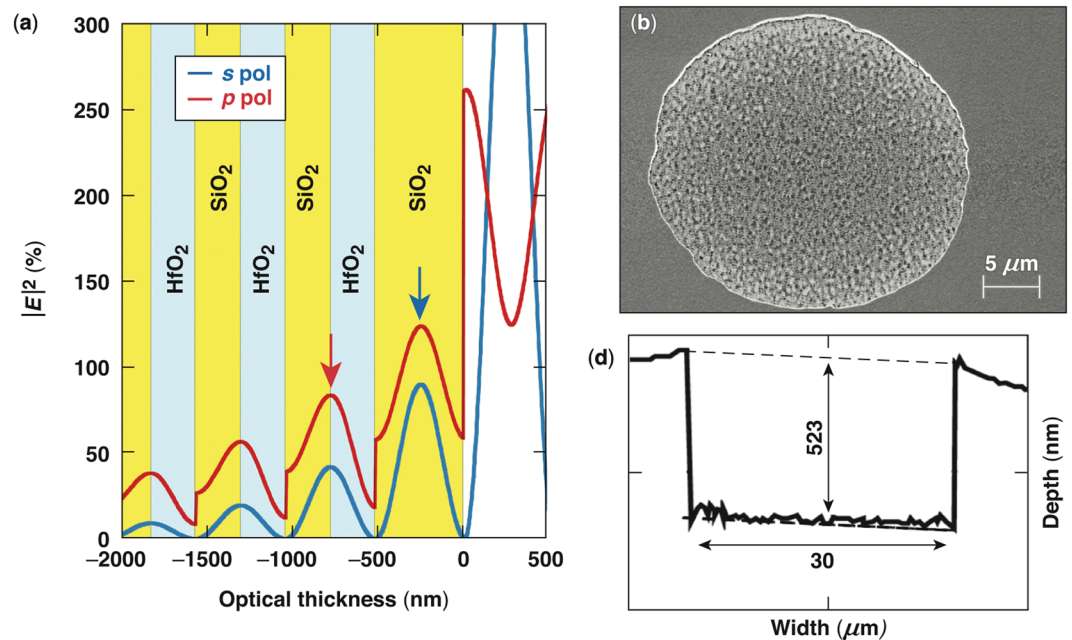 (a)
300
250
200
150
100
50
0
|E|² (%)
s pol
p pol
HfO₂
SiO₂
HfO₂
SiO₂
HfO₂
SiO₂
–2000
–1500
–1000
–500
0
500
Optical thickness (nm)
(b)
5 μm
(d)
523
30
Depth (nm)
Width (μm)